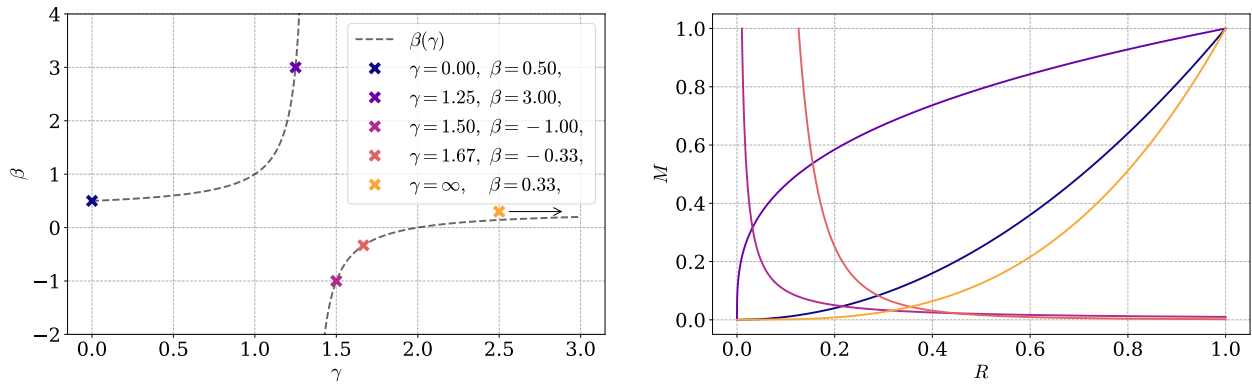 4
3
2
1
0
−1
−2
β
0.0 0.5 1.0 1.5 2.0 2.5 3.0
γ
β(γ)
γ = 0.00, β = 0.50,
γ = 1.25, β = 3.00,
γ = 1.50, β = −1.00,
γ = 1.67, β = −0.33,
γ = ∞, β = 0.33,
1.0
0.8
0.6
0.4
0.2
0.0
M
0.0 0.2 0.4 0.6 0.8 1.0
R